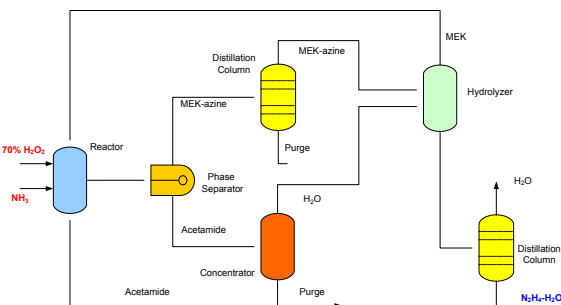 MEK
MEK-azine
Distillation
Column
Hydrolyzer
MEK-azine
70% H₂O₂
Reactor
Purge
Phase
Separator
H₂O
H₂O
NH₃
Acetamide
Distillation
Column
Concentrator
Acetamide
Purge
N₂H₄-H₂O